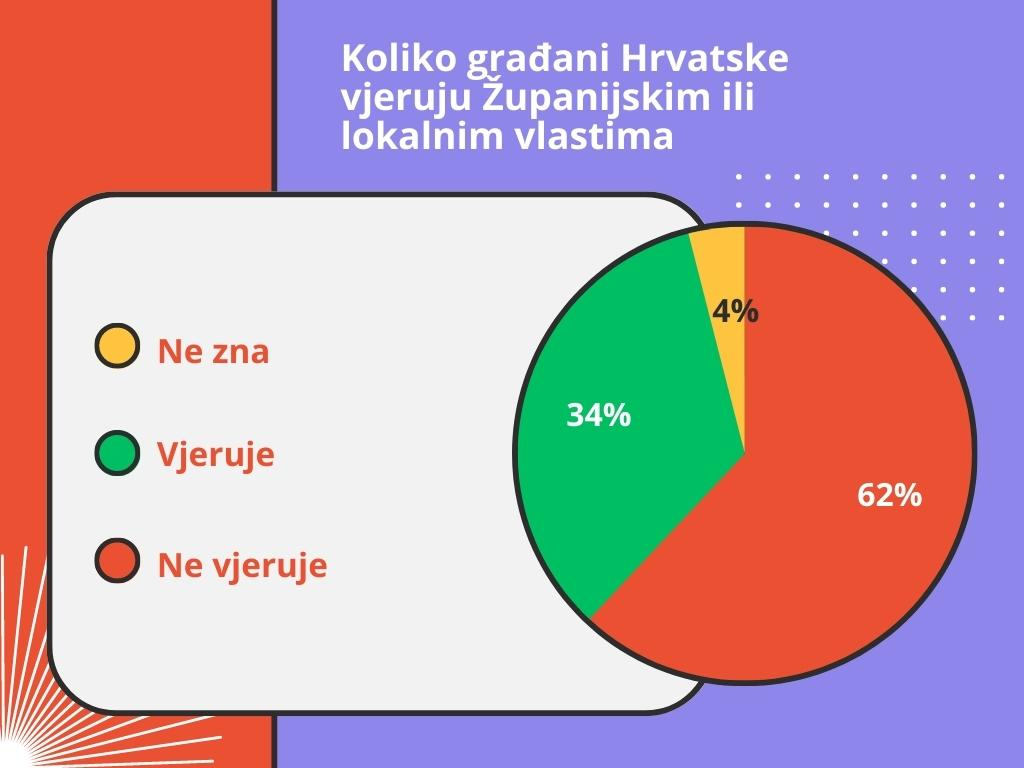 Koliko građani Hrvatske
vjeruju Županijskim ili
lokalnim vlastima
Ne zna
Vjeruje
Ne vjeruje
4%
34%
62%